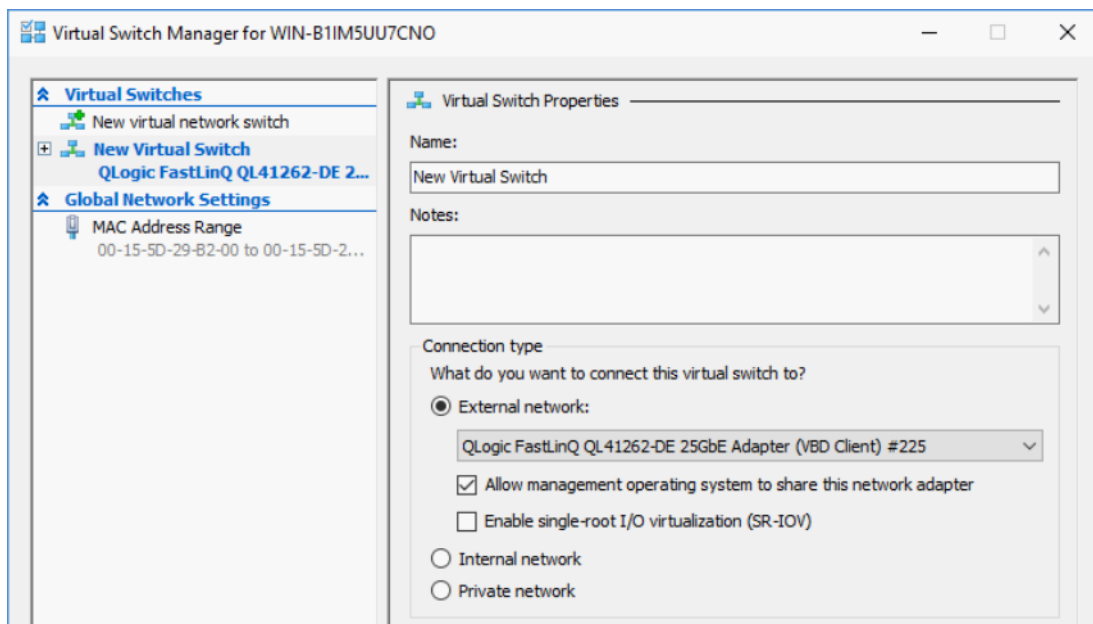 Virtual Switch Manager for WIN-B1IM5UU7CNO
Virtual Switches
New virtual network switch
New Virtual Switch
QLogic FastLinQ QL41262-DE 2...
Global Network Settings
MAC Address Range
00-15-5D-29-B2-00 to 00-15-5D-2...
Virtual Switch Properties
Name:
New Virtual Switch
Notes:
Connection type
What do you want to connect this virtual switch to?
External network:
QLogic FastLinQ QL41262-DE 25GbE Adapter (VBD Client) #225
Allow management operating system to share this network adapter
Enable single-root I/O virtualization (SR-IOV)
Internal network
Private network